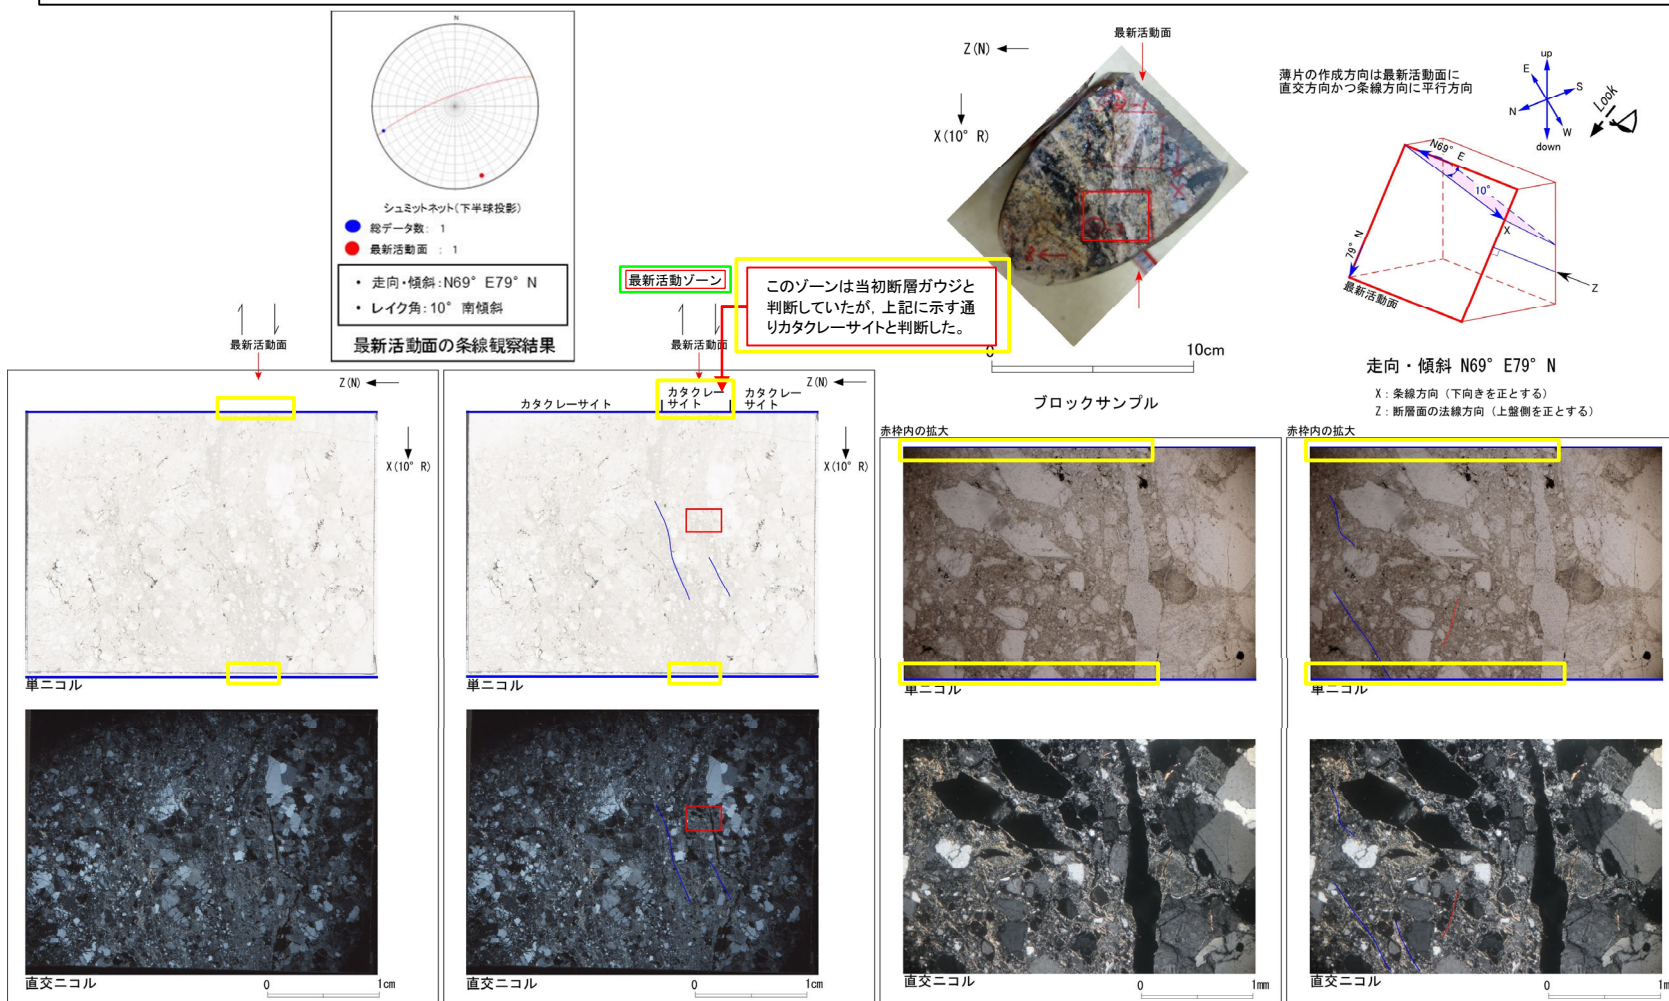 N
シュミットネット(下半球投影)
総データ数: 1
最新活動面 : 1
・ 走向・傾斜:N69° E79° N
・ レイク角:10° 南傾斜
最新活動面の条線観察結果
最新活動ゾーン
このゾーンは当初断層ガウジと
判断していたが, 上記に示す通
りカタクレーサイトと判断した。
最新活動面
Z(N)
X(10° R)
0 10cm
ブロックサンプル
薄片の作成方向は最新活動面に
直交方向かつ条線方向に平行方向
up
E
S
N
W
down
Look
N69° E
10°
X
79° N
最新活動面
Z
走向・傾斜 N69° E79° N
X:条線方向(下向きを正とする)
Z:断層面の法線方向(上盤側を正とする)
最新活動面
Z(N)
X(10° R)
単ニコル
直交ニコル
0 1cm
最新活動面
Z(N)
カタクレーサイト
カタクレー
サイト
カタクレー
サイト
X(10° R)
単ニコル
直交ニコル
0 1cm
赤枠内の拡大
単ニコル
直交ニコル
0 1mm
赤枠内の拡大
単ニコル
直交ニコル
0